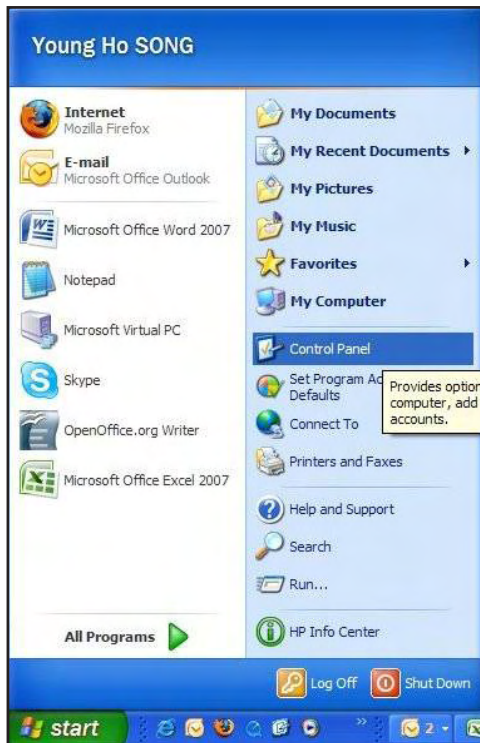 Young Ho SONG
Internet
Mozilla Firefox
E-mail
Microsoft Office Outlook
Microsoft Office Word 2007
Notepad
Microsoft Virtual PC
Skype
OpenOffice.org Writer
Microsoft Office Excel 2007
All Programs
My Documents
My Recent Documents
My Pictures
My Music
Favorites
My Computer
Control Panel
Set Program Ac
Defaults
Provides option
computer, add
accounts.
Connect To
Printers and Faxes
Help and Support
Search
Run...
HP Info Center
Log Off
Shut Down
start
2